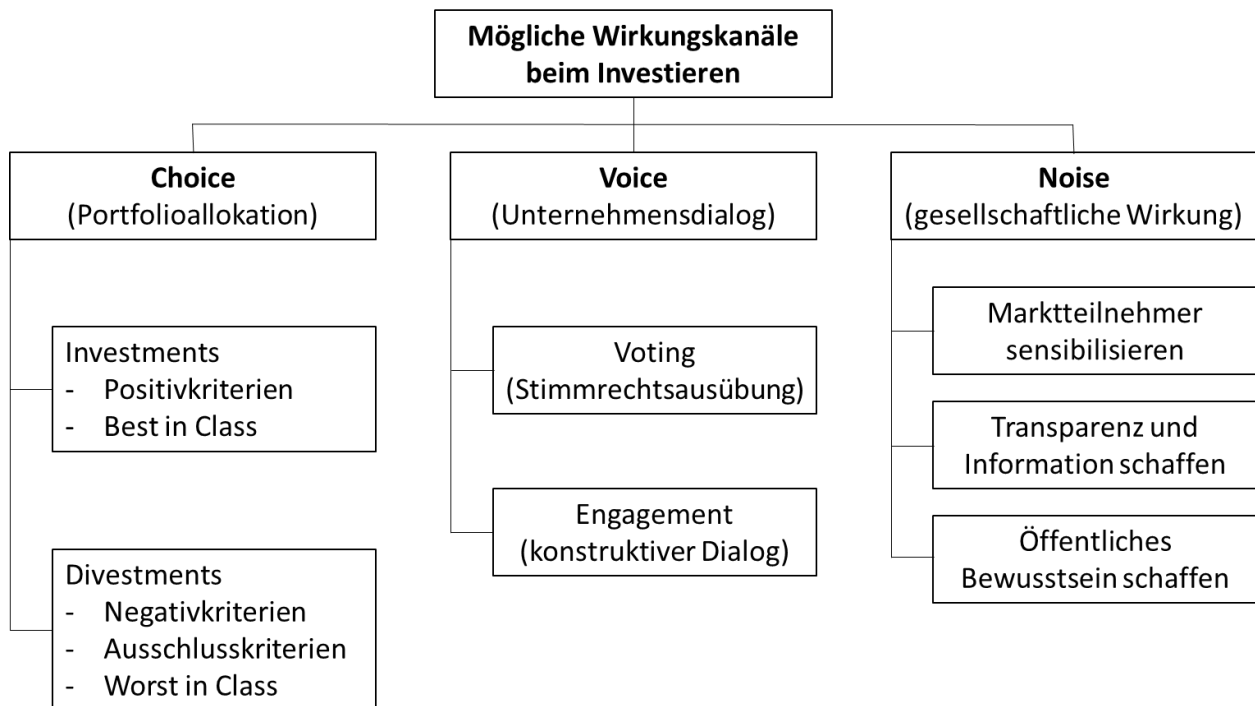 Mögliche Wirkungskanäle
beim Investieren
Choice
(Portfolioallokation)
Investments
- Positivkriterien
- Best in Class
Divestments
- Negativkriterien
- Ausschlusskriterien
- Worst in Class
Voice
(Unternehmensdialog)
Voting
(Stimmrechtsausübung)
Engagement
(konstruktiver Dialog)
Noise
(gesellschaftliche Wirkung)
Marktteilnehmer
sensibilisieren
Transparenz und
Information schaffen
Öffentliches
Bewusstsein schaffen